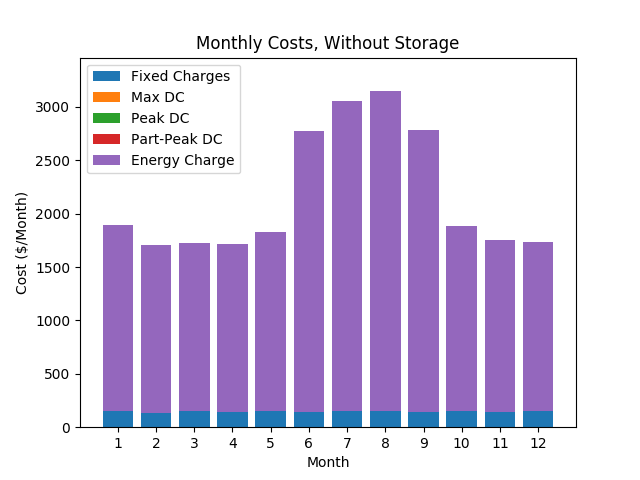 Monthly Costs, Without Storage
Fixed Charges
Max DC
Peak DC
Part-Peak DC
Energy Charge
3000
2500
2000
1500
1000
500
0
Cost ($/Month)
1 2 3 4 5 6 7 8 9 10 11 12
Month